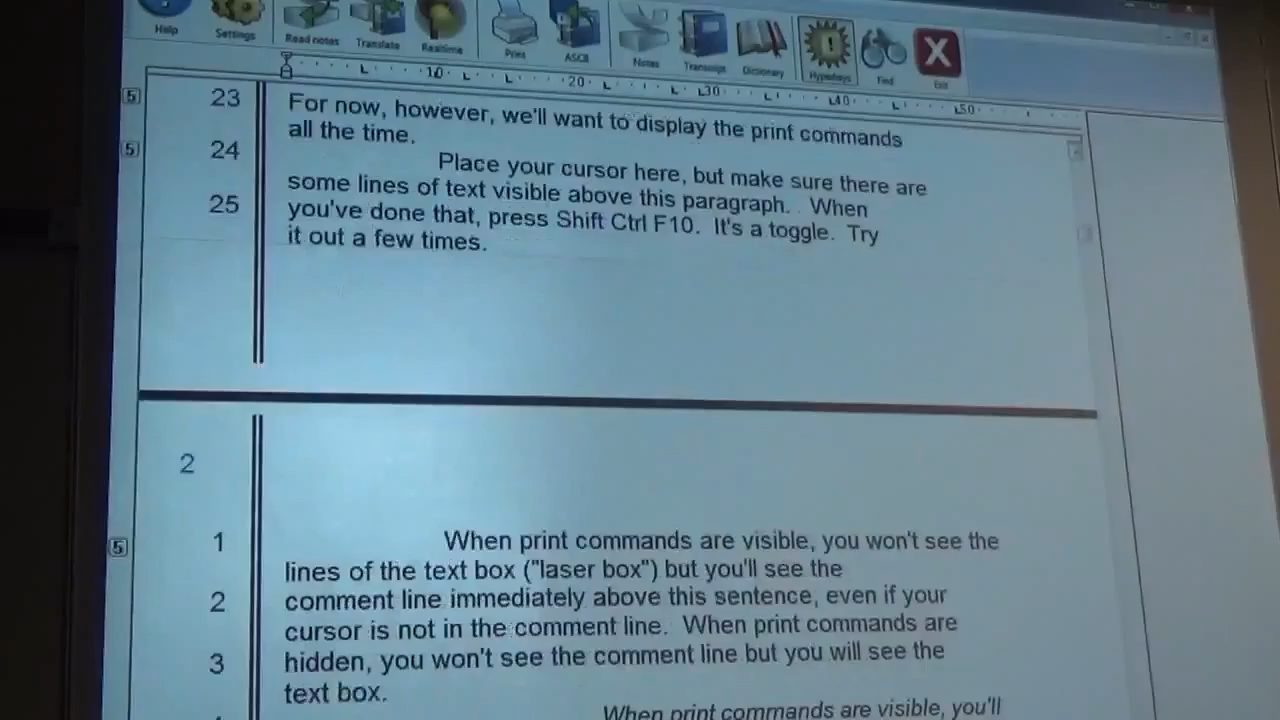 Help Settings Read notes Translate Realtime Print ASCII Notes Transcript Dictionary Hyperkeys Find Exit
10 20 30 40 50
5 23 For now, however, we'll want to display the print commands
all the time.
5 24 Place your cursor here, but make sure there are
some lines of text visible above this paragraph. When
25 you've done that, press Shift Ctrl F10. It's a toggle. Try
it out a few times.
2
5 1 When print commands are visible, you won't see the
lines of the text box ("laser box") but you'll see the
2 comment line immediately above this sentence, even if your
cursor is not in the comment line. When print commands are
3 hidden, you won't see the comment line but you will see the
text box.
When print commands are visible, you'll